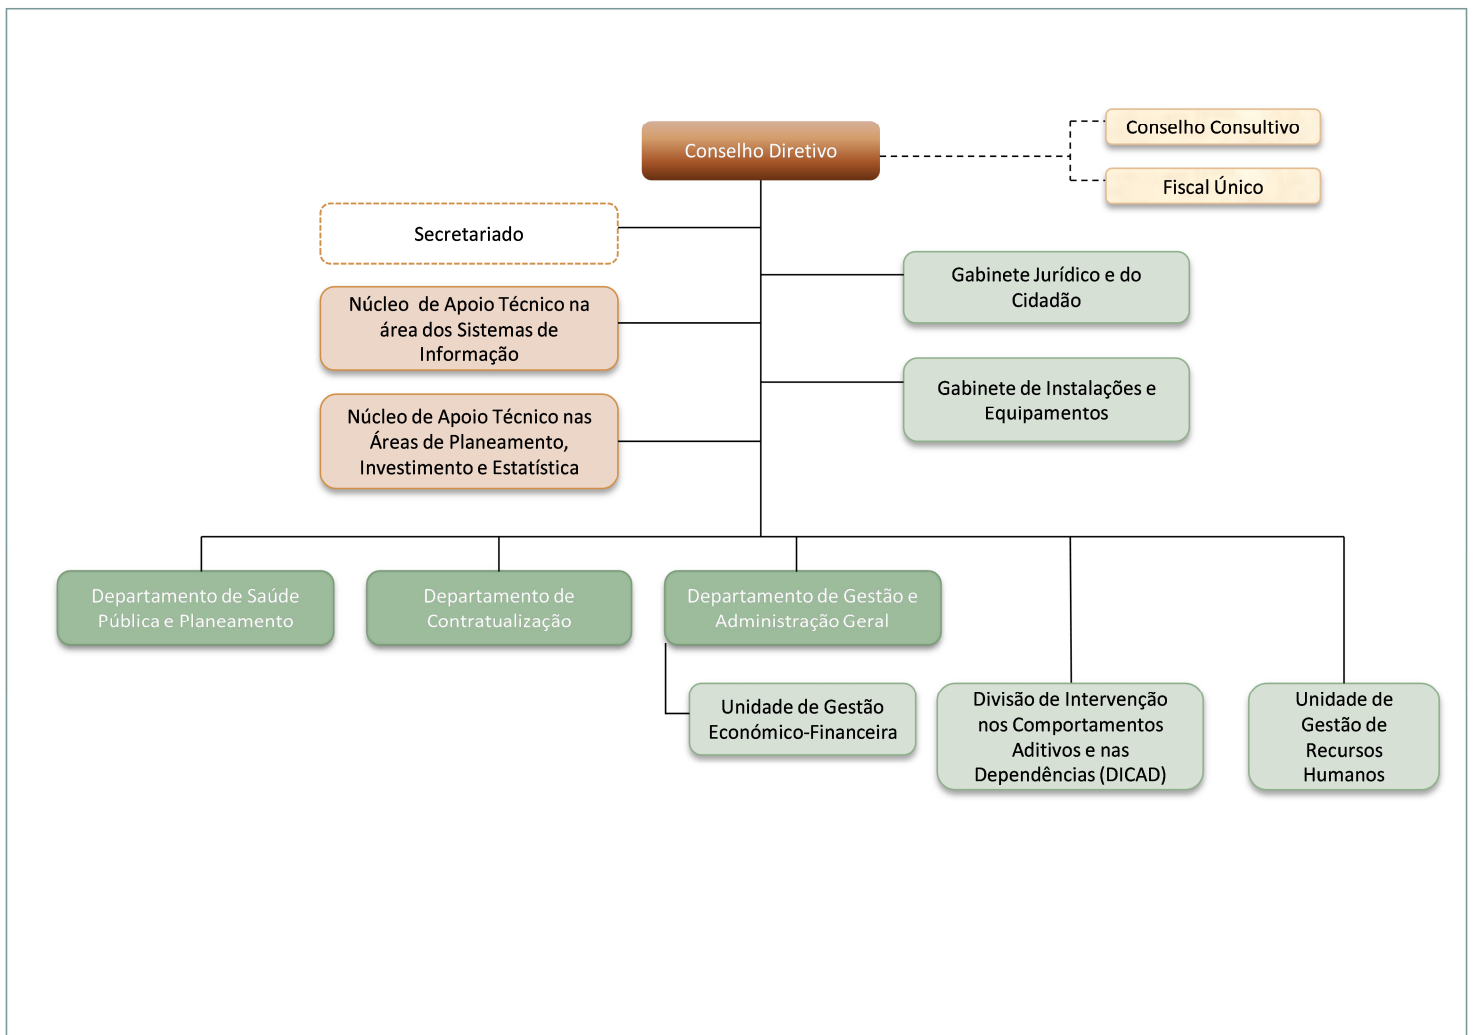 Conselho Diretivo
Conselho Consultivo
Fiscal Único
Secretariado
Gabinete Jurídico e do
Cidadão
Núcleo de Apoio Técnico na
área dos Sistemas de
Informação
Gabinete de Instalações e
Equipamentos
Núcleo de Apoio Técnico nas
Áreas de Planeamento,
Investimento e Estatística
Departamento de Saúde
Pública e Planeamento
Departamento de
Contratualização
Departamento de Gestão e
Administração Geral
Unidade de Gestão
Económico-Financeira
Divisão de Intervenção
nos Comportamentos
Aditivos e nas
Dependências (DICAD)
Unidade de
Gestão de
Recursos
Humanos